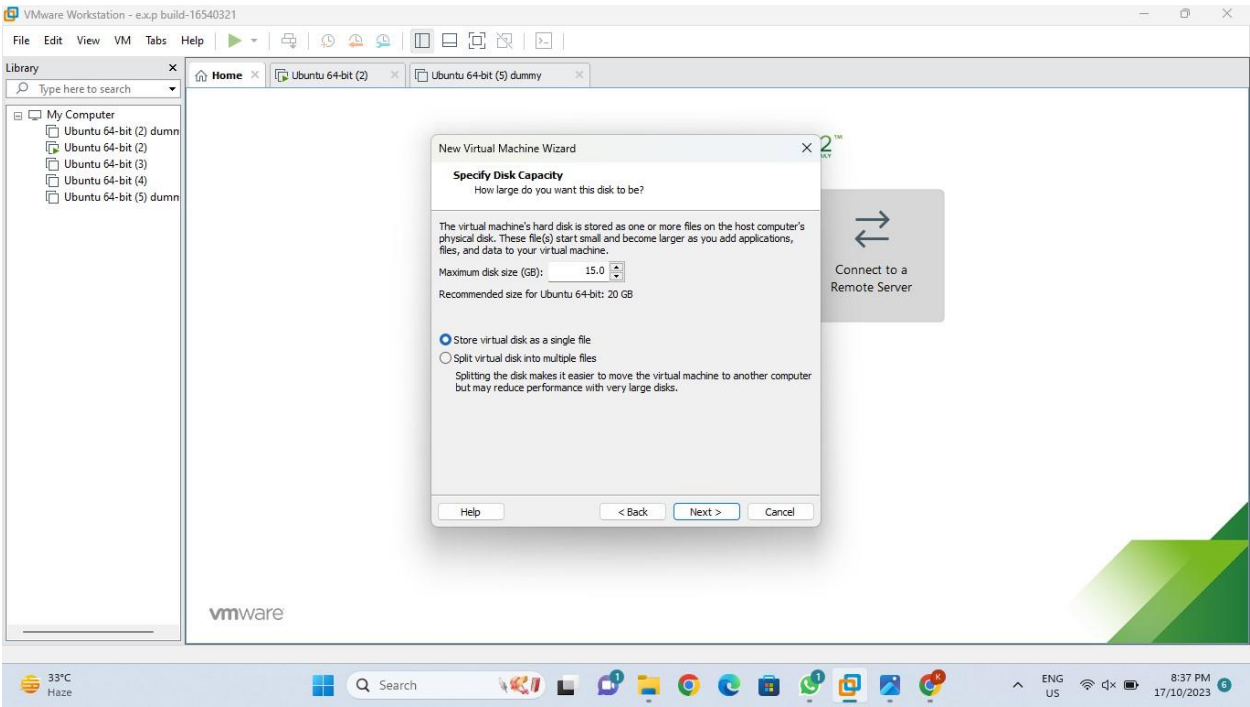 VMware Workstation - e.x.p build-16540321
File Edit View VM Tabs Help
Library
Type here to search
My Computer
Ubuntu 64-bit (2) dumm
Ubuntu 64-bit (2)
Ubuntu 64-bit (3)
Ubuntu 64-bit (4)
Ubuntu 64-bit (5) dumm
Home Ubuntu 64-bit (2) Ubuntu 64-bit (5) dummy
2™
New Virtual Machine Wizard
Specify Disk Capacity
How large do you want this disk to be?
The virtual machine's hard disk is stored as one or more files on the host computer's
physical disk. These file(s) start small and become larger as you add applications,
files, and data to your virtual machine.
Maximum disk size (GB): 15.0
Recommended size for Ubuntu 64-bit: 20 GB
Store virtual disk as a single file
Split virtual disk into multiple files
Splitting the disk makes it easier to move the virtual machine to another computer
but may reduce performance with very large disks.
Help < Back Next > Cancel
Connect to a
Remote Server
vmware
33°C
Haze
Search
ENG
US
8:37 PM
17/10/2023
6